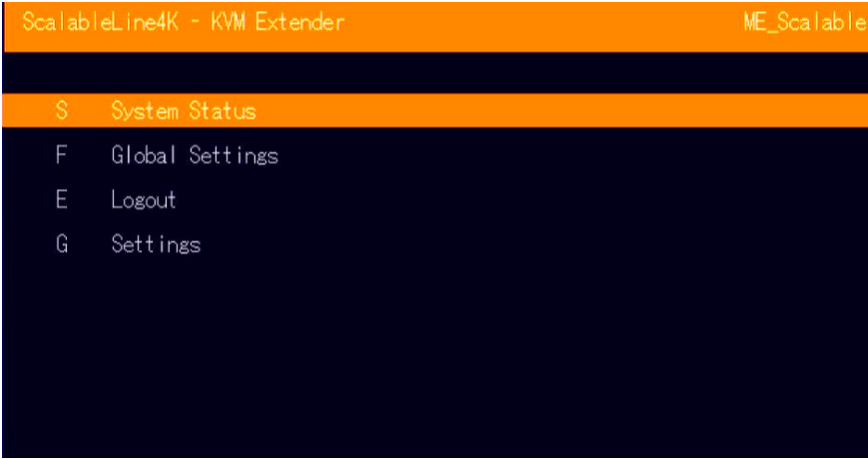 ScalableLine4K - KVM Extender ME_Scalable
S System Status
F Global Settings
E Logout
G Settings